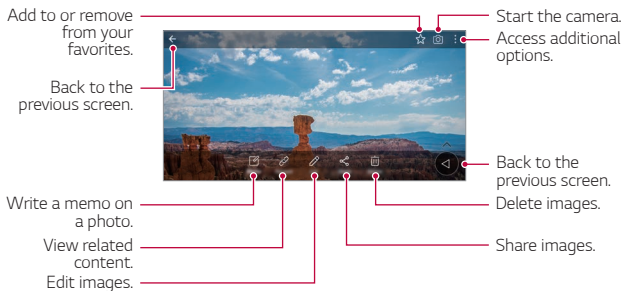 Add to or remove
from your
favorites.
Back to the
previous screen.
Start the camera.
Access additional
options.
Back to the
previous screen.
Delete images.
Share images.
Write a memo on
a photo.
View related
content.
Edit images.